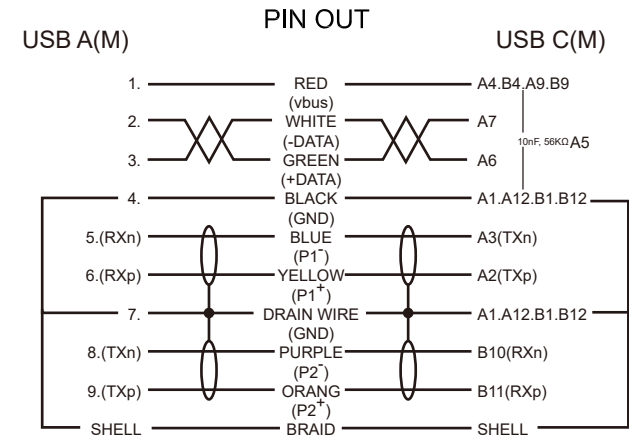 PIN OUT
USB A(M) USB C(M)
1. RED A4.B4.A9.B9
(vbus)
2. WHITE A7
(-DATA) 10nF, 56KΩ A5
3. GREEN A6
(+DATA)
4. BLACK A1.A12.B1.B12
(GND)
5.(RXn) BLUE A3(TXn)
(P1-)
6.(RXp) YELLOW A2(TXp)
(P1+)
7. DRAIN WIRE A1.A12.B1.B12
(GND)
8.(TXn) PURPLE B10(RXn)
(P2-)
9.(TXp) ORANG B11(RXp)
(P2+)
SHELL BRAID SHELL